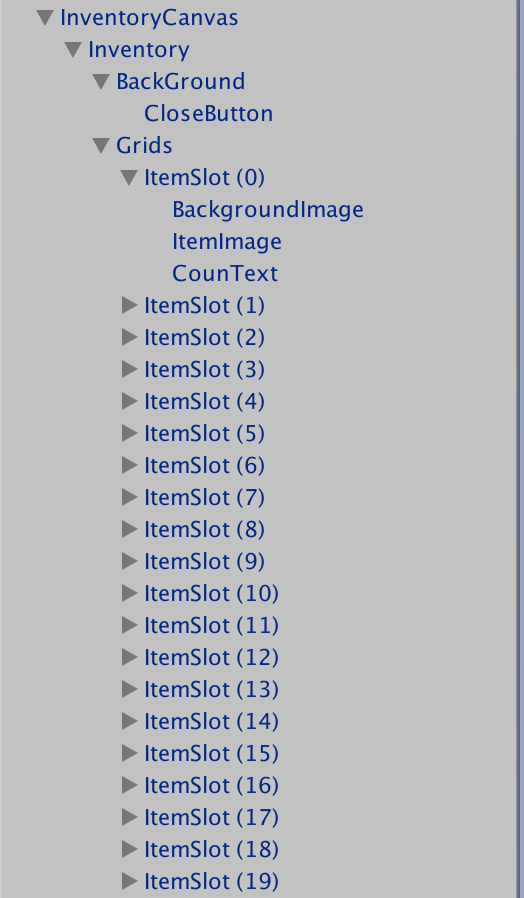 InventoryCanvas
Inventory
BackGround
CloseButton
Grids
ItemSlot (0)
BackgroundImage
ItemImage
CounText
ItemSlot (1)
ItemSlot (2)
ItemSlot (3)
ItemSlot (4)
ItemSlot (5)
ItemSlot (6)
ItemSlot (7)
ItemSlot (8)
ItemSlot (9)
ItemSlot (10)
ItemSlot (11)
ItemSlot (12)
ItemSlot (13)
ItemSlot (14)
ItemSlot (15)
ItemSlot (16)
ItemSlot (17)
ItemSlot (18)
ItemSlot (19)